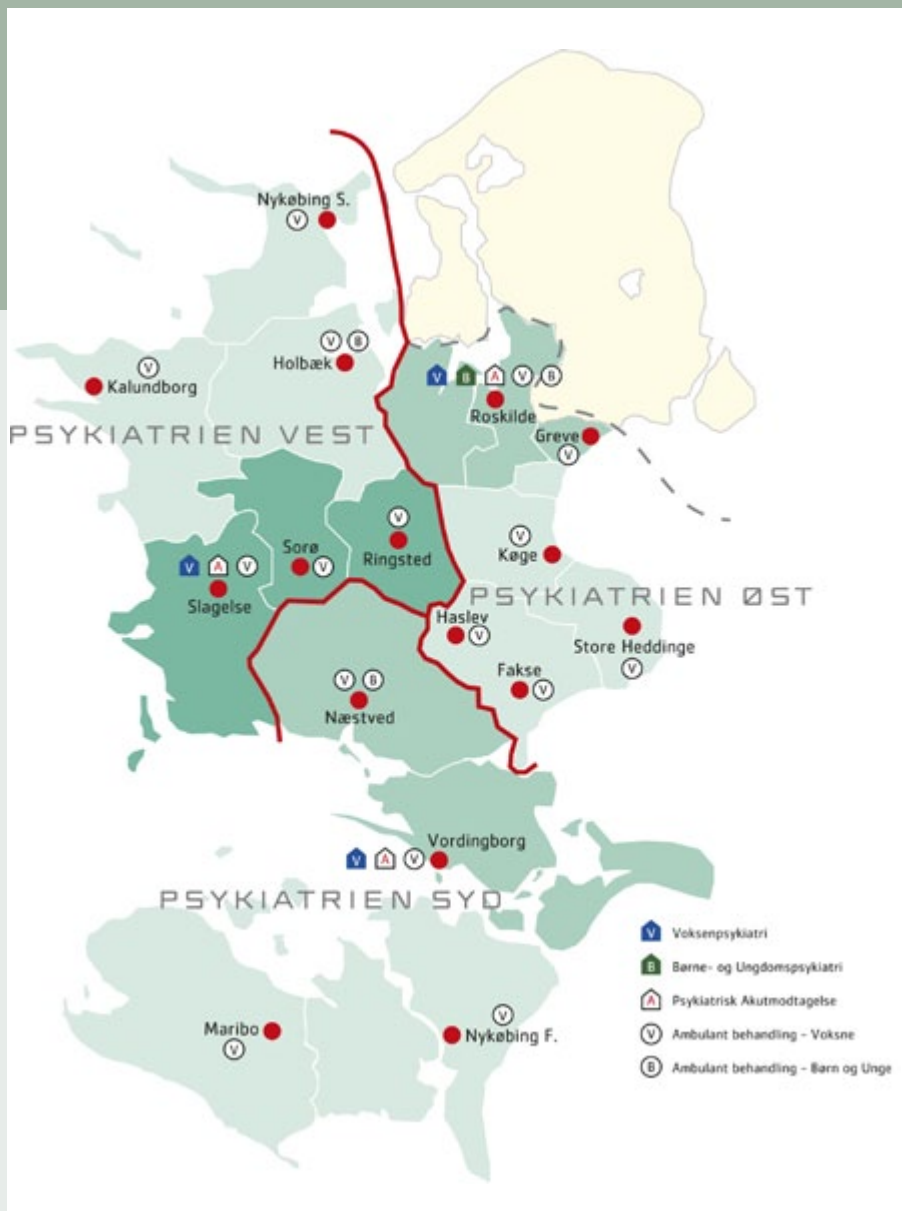 Nykøbing S.
V
V B
Holbæk
V
Kalundborg
V B A V B
Roskilde
Greve
V
PSYKIATRIEN VEST
V
Ringsted
Sorø
V
V A V
Slagelse
V
Køge
PSYKIATRIEN ØST
Haslev
V
Store Heddinge
V
Fakse
V
V B
Næstved
Vordingborg
V A V
PSYKIATRIEN SYD
Maribo
V
V
Nykøbing F.
V Voksenpsykiatri
B Børne- og Ungdomspsykiatri
A Psykiatrisk Akutmodtagelse
V Ambulant behandling - Voksne
B Ambulant behandling - Børn og Unge